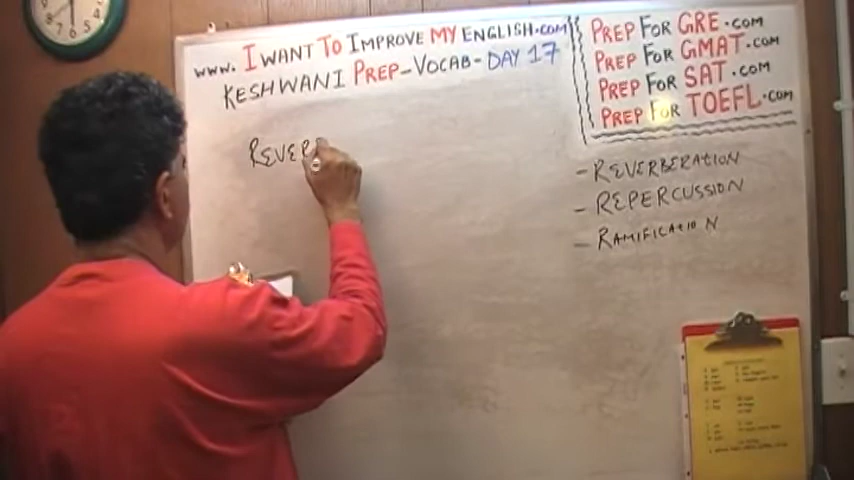 www. I WANT TO IMPROVE MY ENGLISH.COM
KESHWANI PREP-VOCAB- DAY 17
PREP FOR GRE.COM
PREP FOR GMAT.COM
PREP FOR SAT.COM
PREP FOR TOEFL.COM
REVER
- REVERBERATION
- REPERCUSSION
- RAMIFICATION